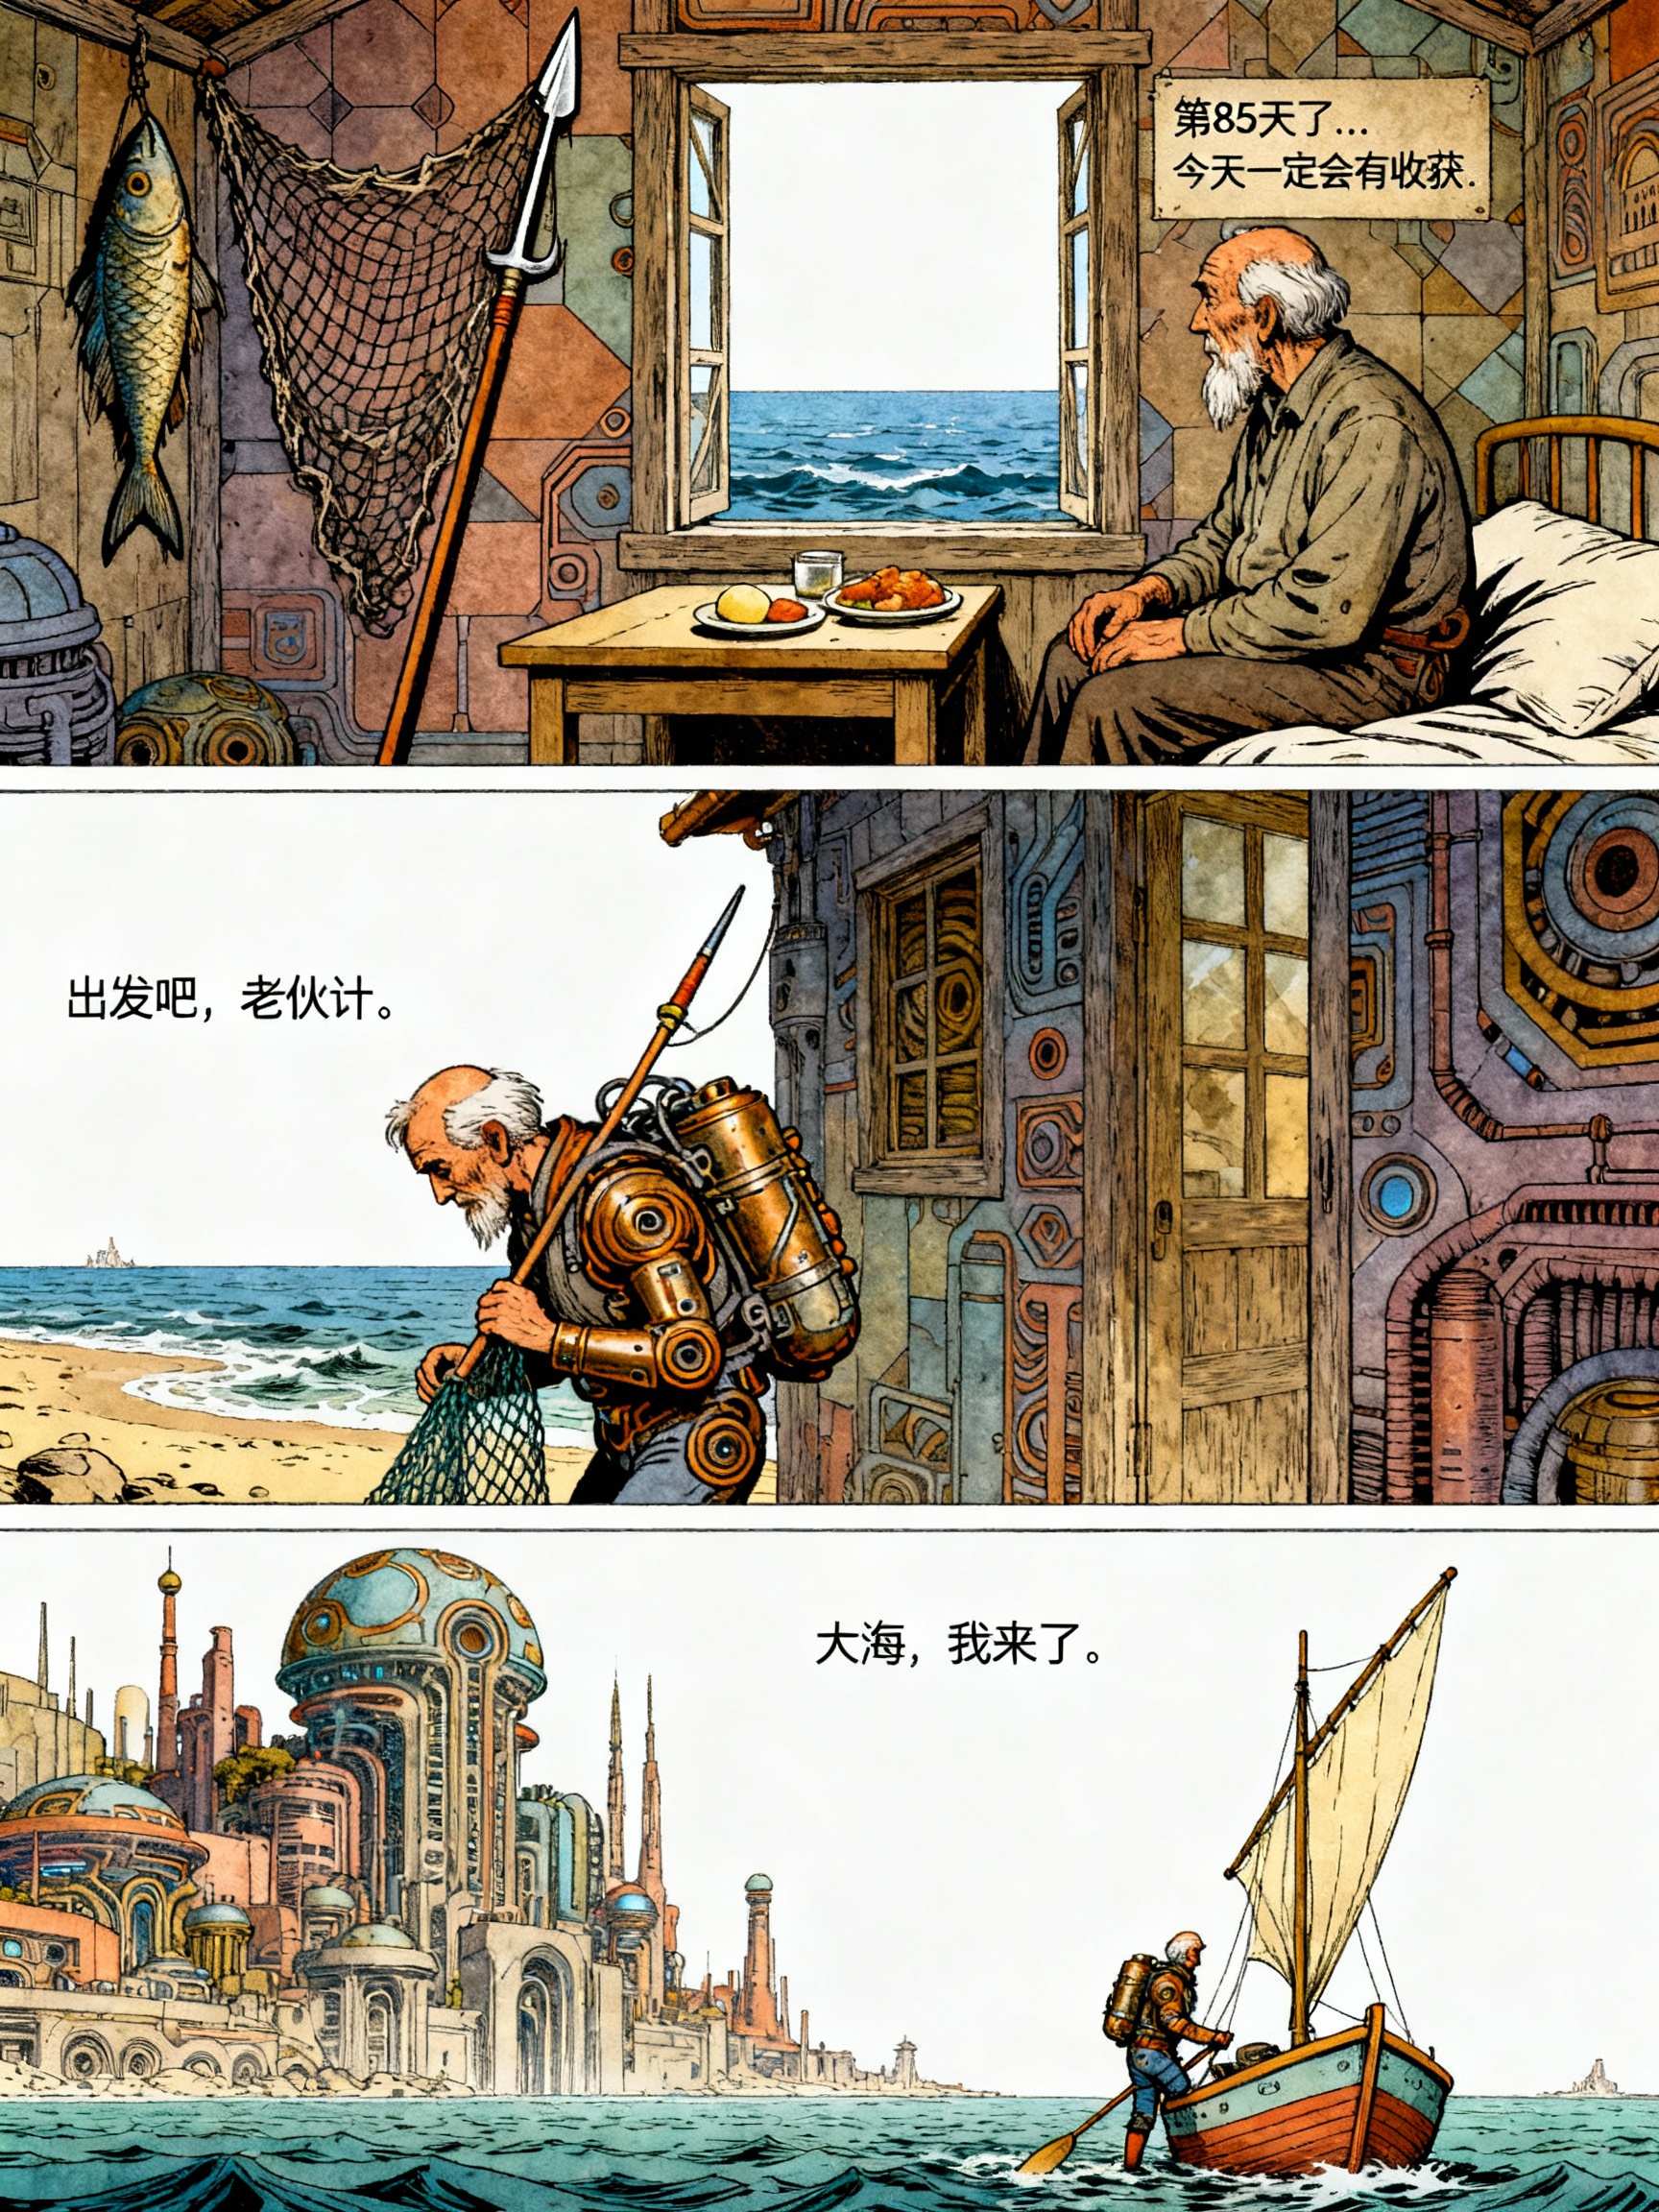 第85天了...
今天一定会有收获.
出发吧，老伙计。
大海，我来了。